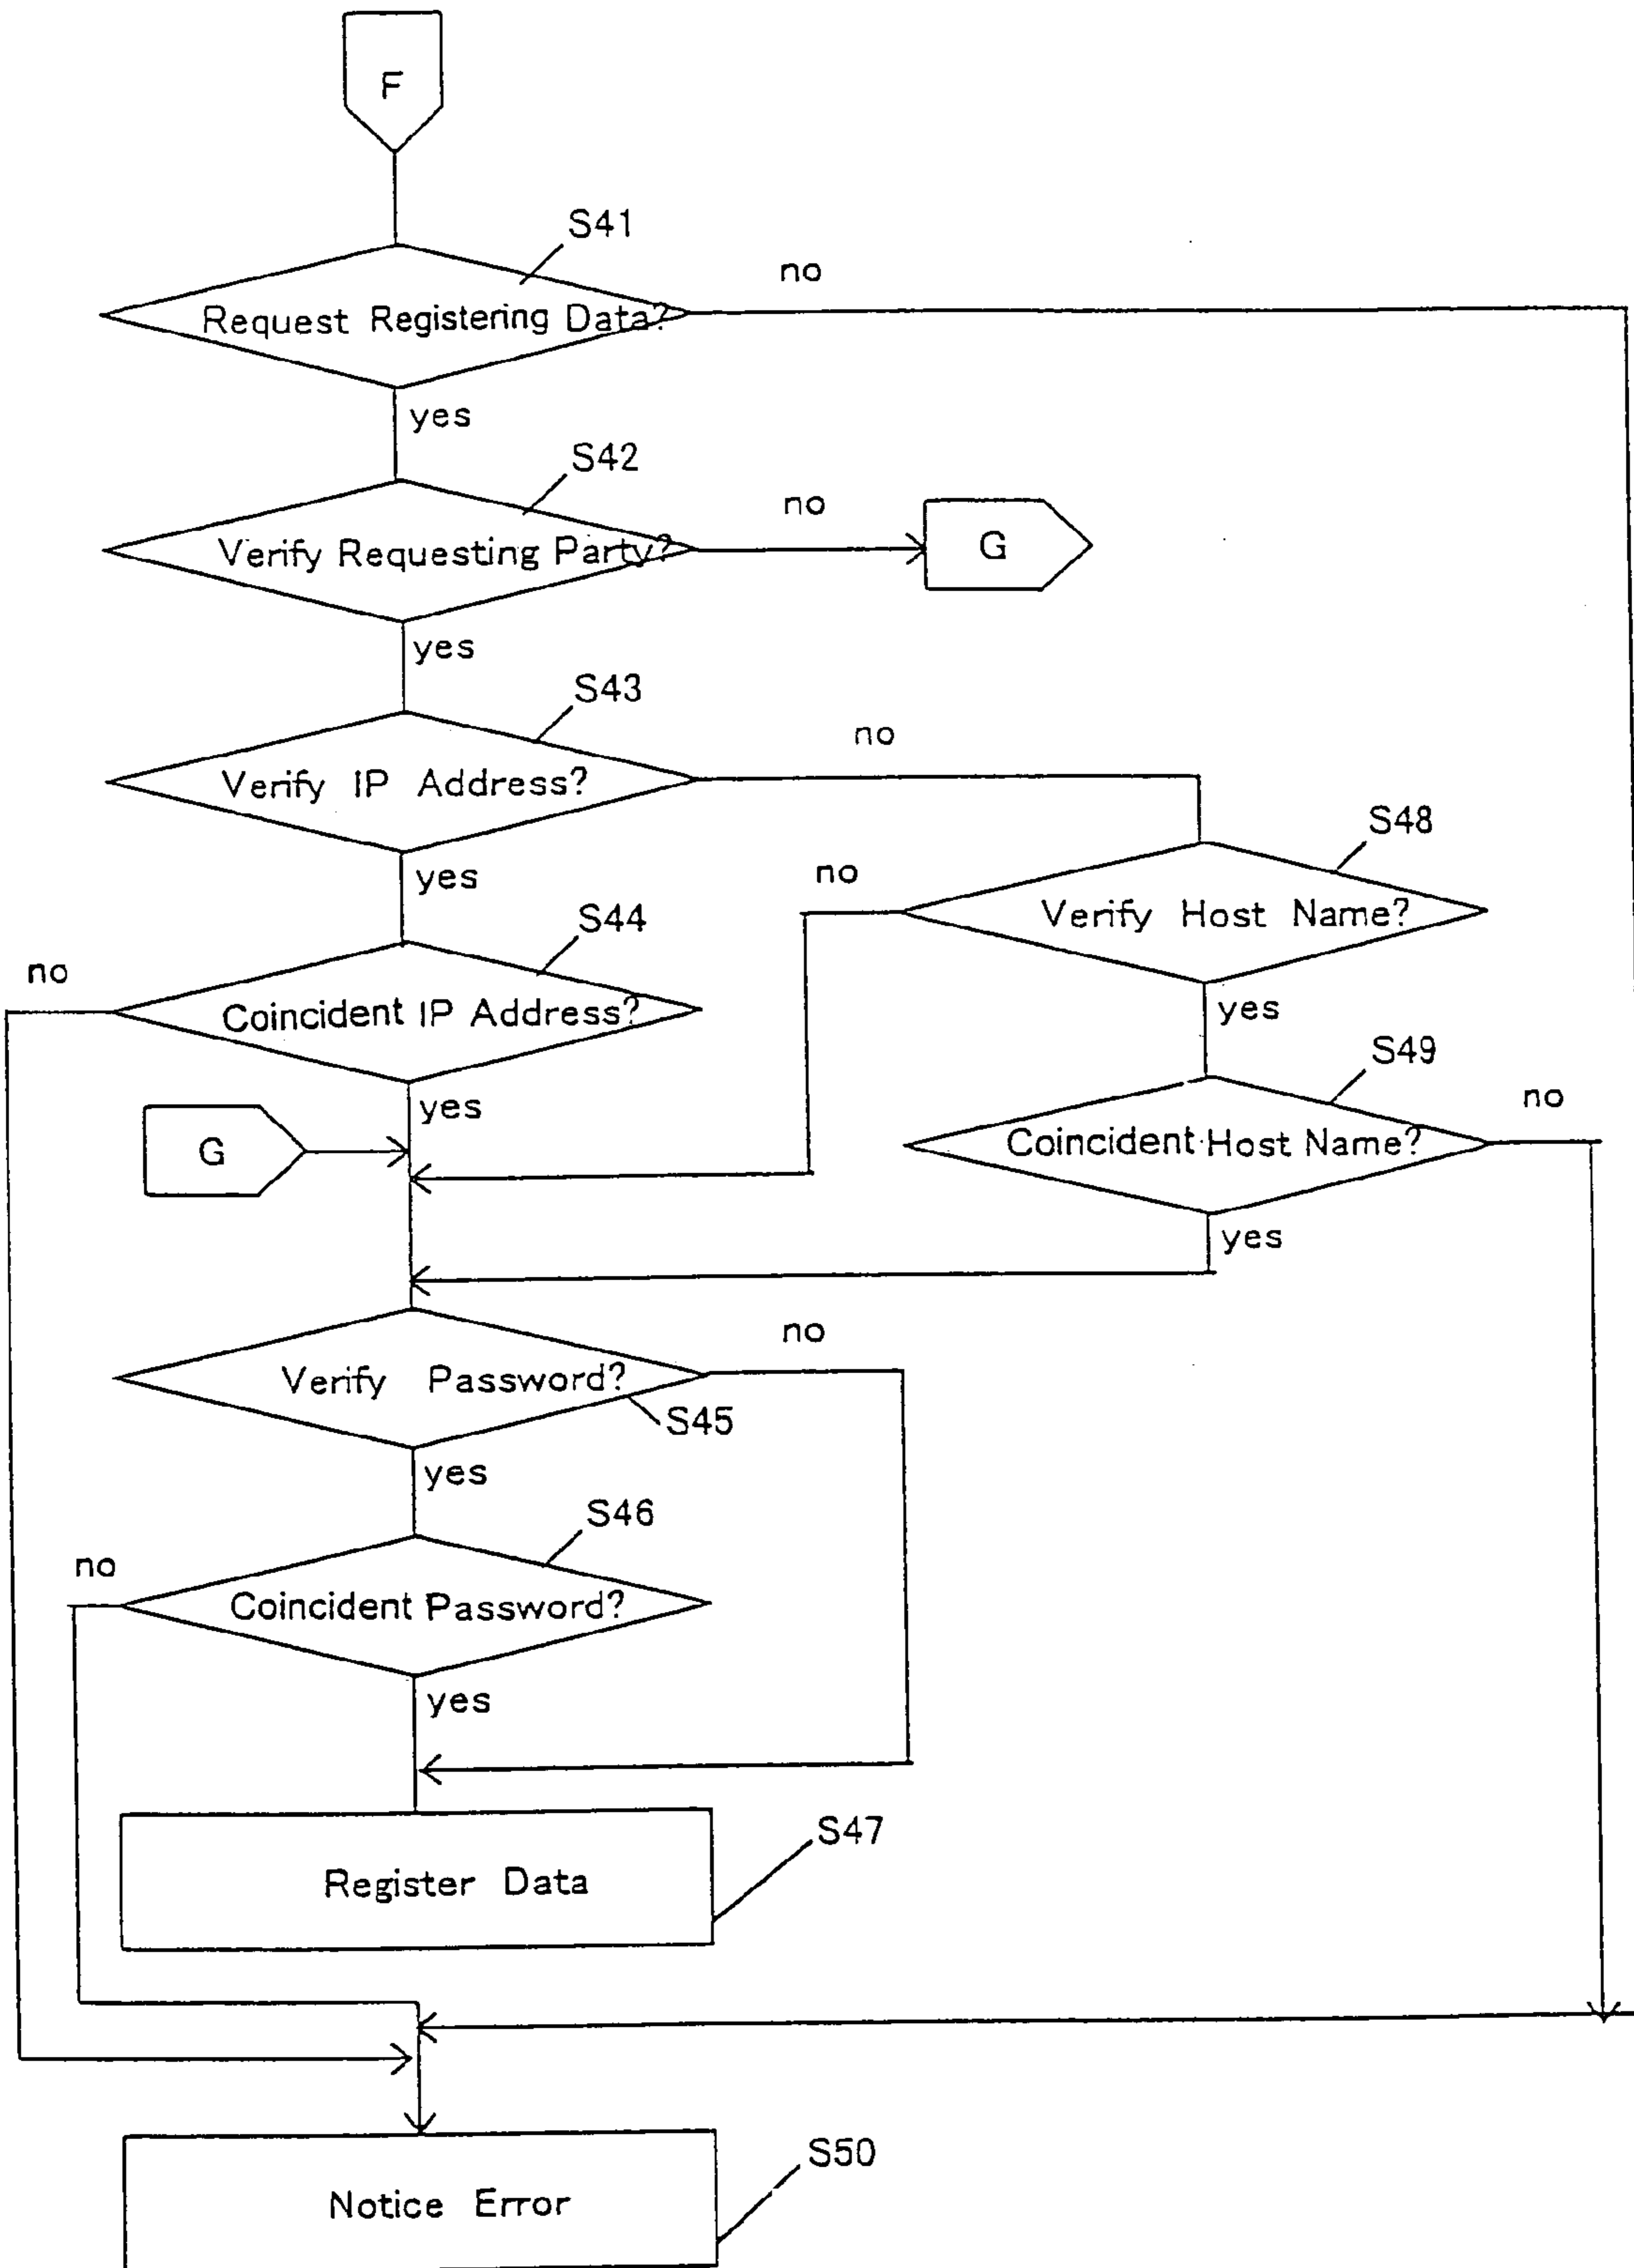 F
S41
no
Request Registering Data?
yes
S42
no
Verify Requesting Party?
G
yes
S43
no
Verify IP Address?
S48
yes
no
Verify Host Name?
S44
no
Coincident IP Address?
yes
S49
no
yes
Coincident Host Name?
G
yes
no
Verify Password?
S45
yes
S46
no
Coincident Password?
yes
S47
Register Data
S50
Notice Error